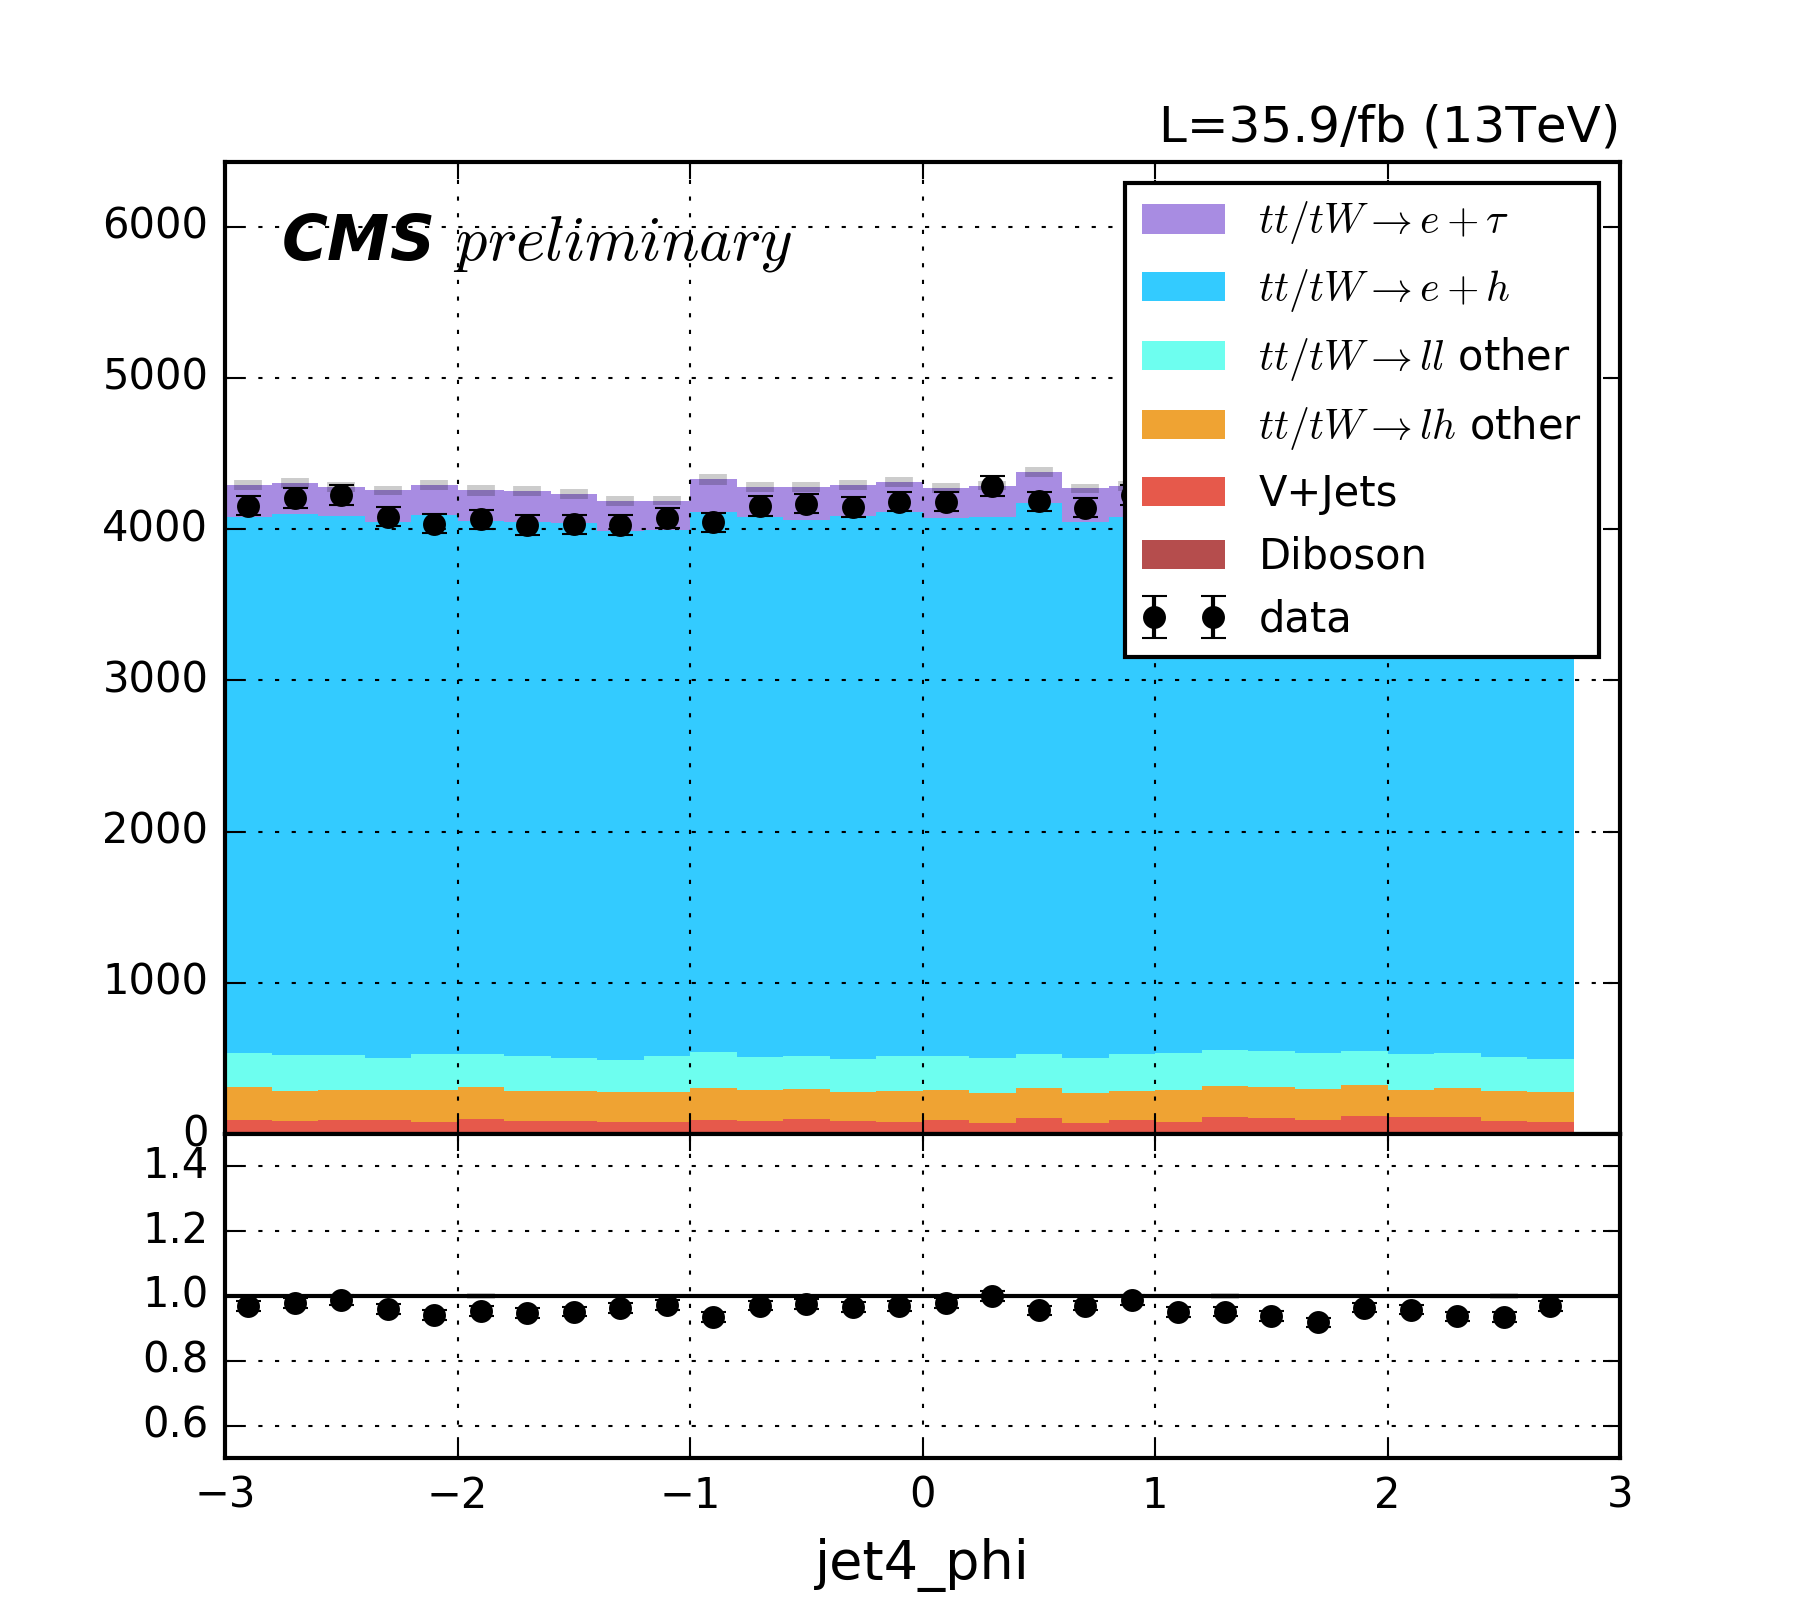 L=35.9/fb (13TeV)
CMS preliminary
6000
5000
4000
3000
2000
1000
0
tt/tW→e+τ
tt/tW→e+h
tt/tW→ll other
tt/tW→lh other
V+Jets
Diboson
data
1.4
1.2
1.0
0.8
0.6
−3 −2 −1 0 1 2 3
jet4_phi